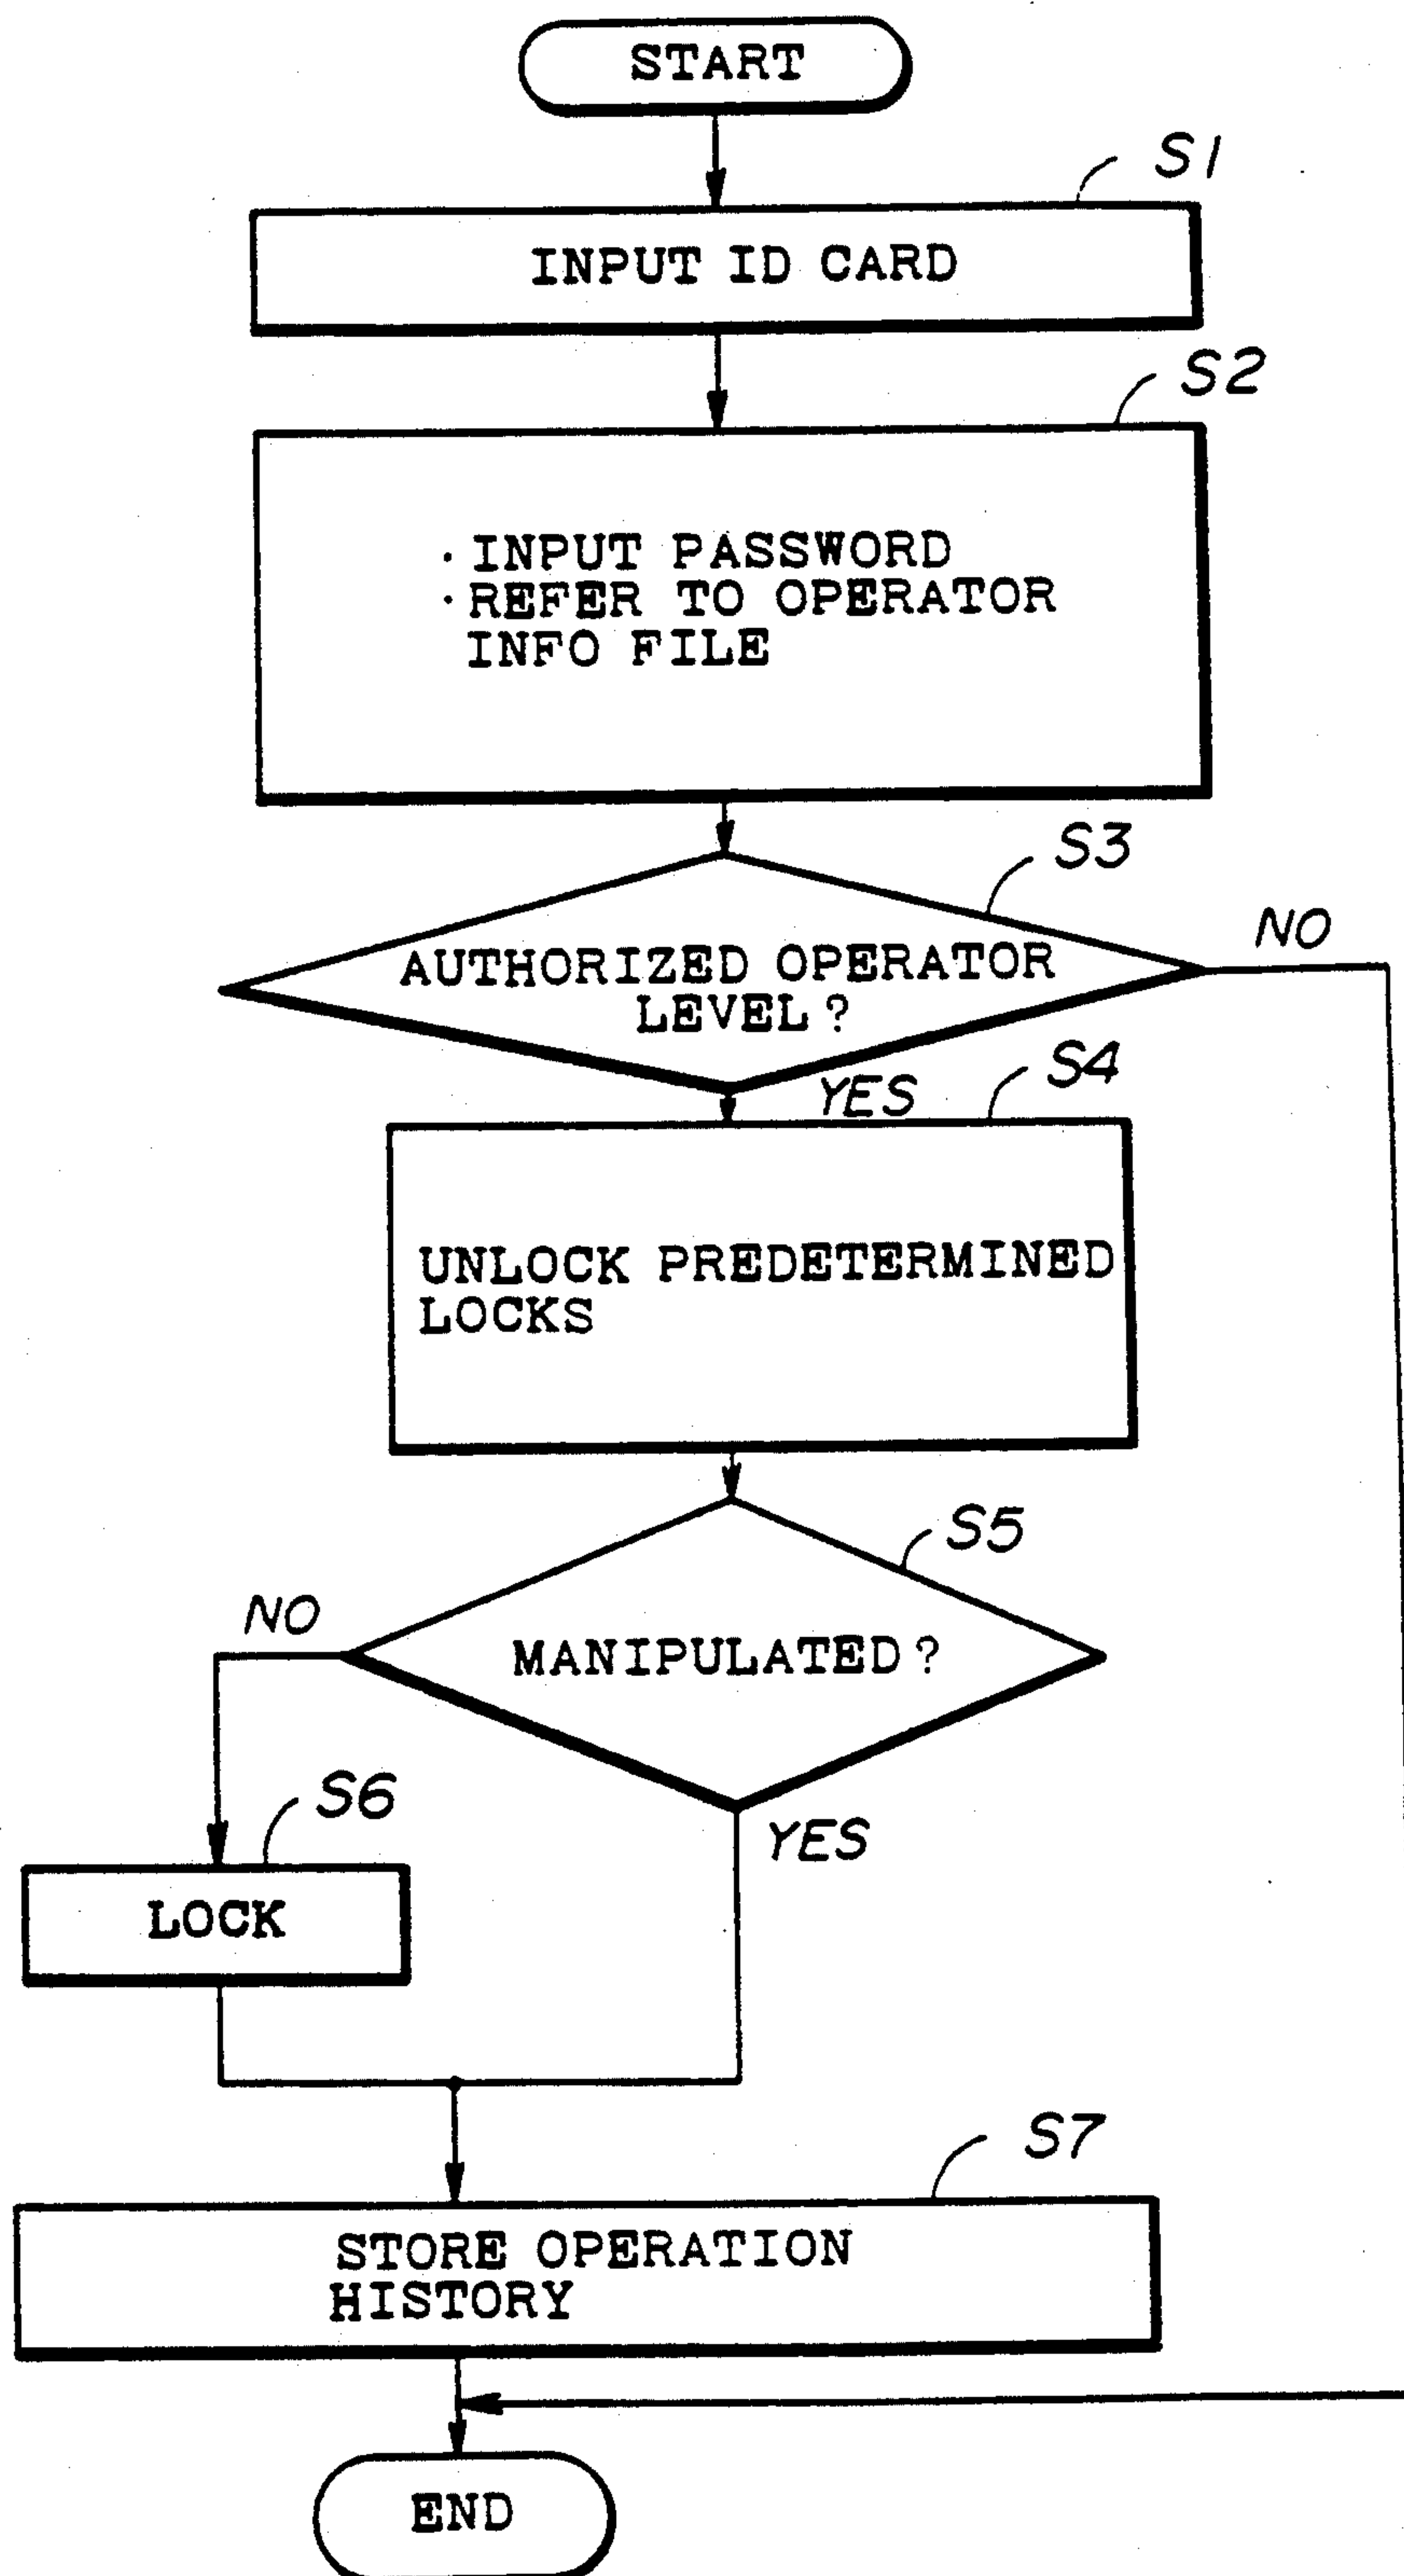 START
S1
INPUT ID CARD
S2
· INPUT PASSWORD
· REFER TO OPERATOR
INFO FILE
S3
NO
AUTHORIZED OPERATOR
LEVEL?
YES
S4
UNLOCK PREDETERMINED
LOCKS
S5
NO
MANIPULATED?
YES
S6
LOCK
S7
STORE OPERATION
HISTORY
END